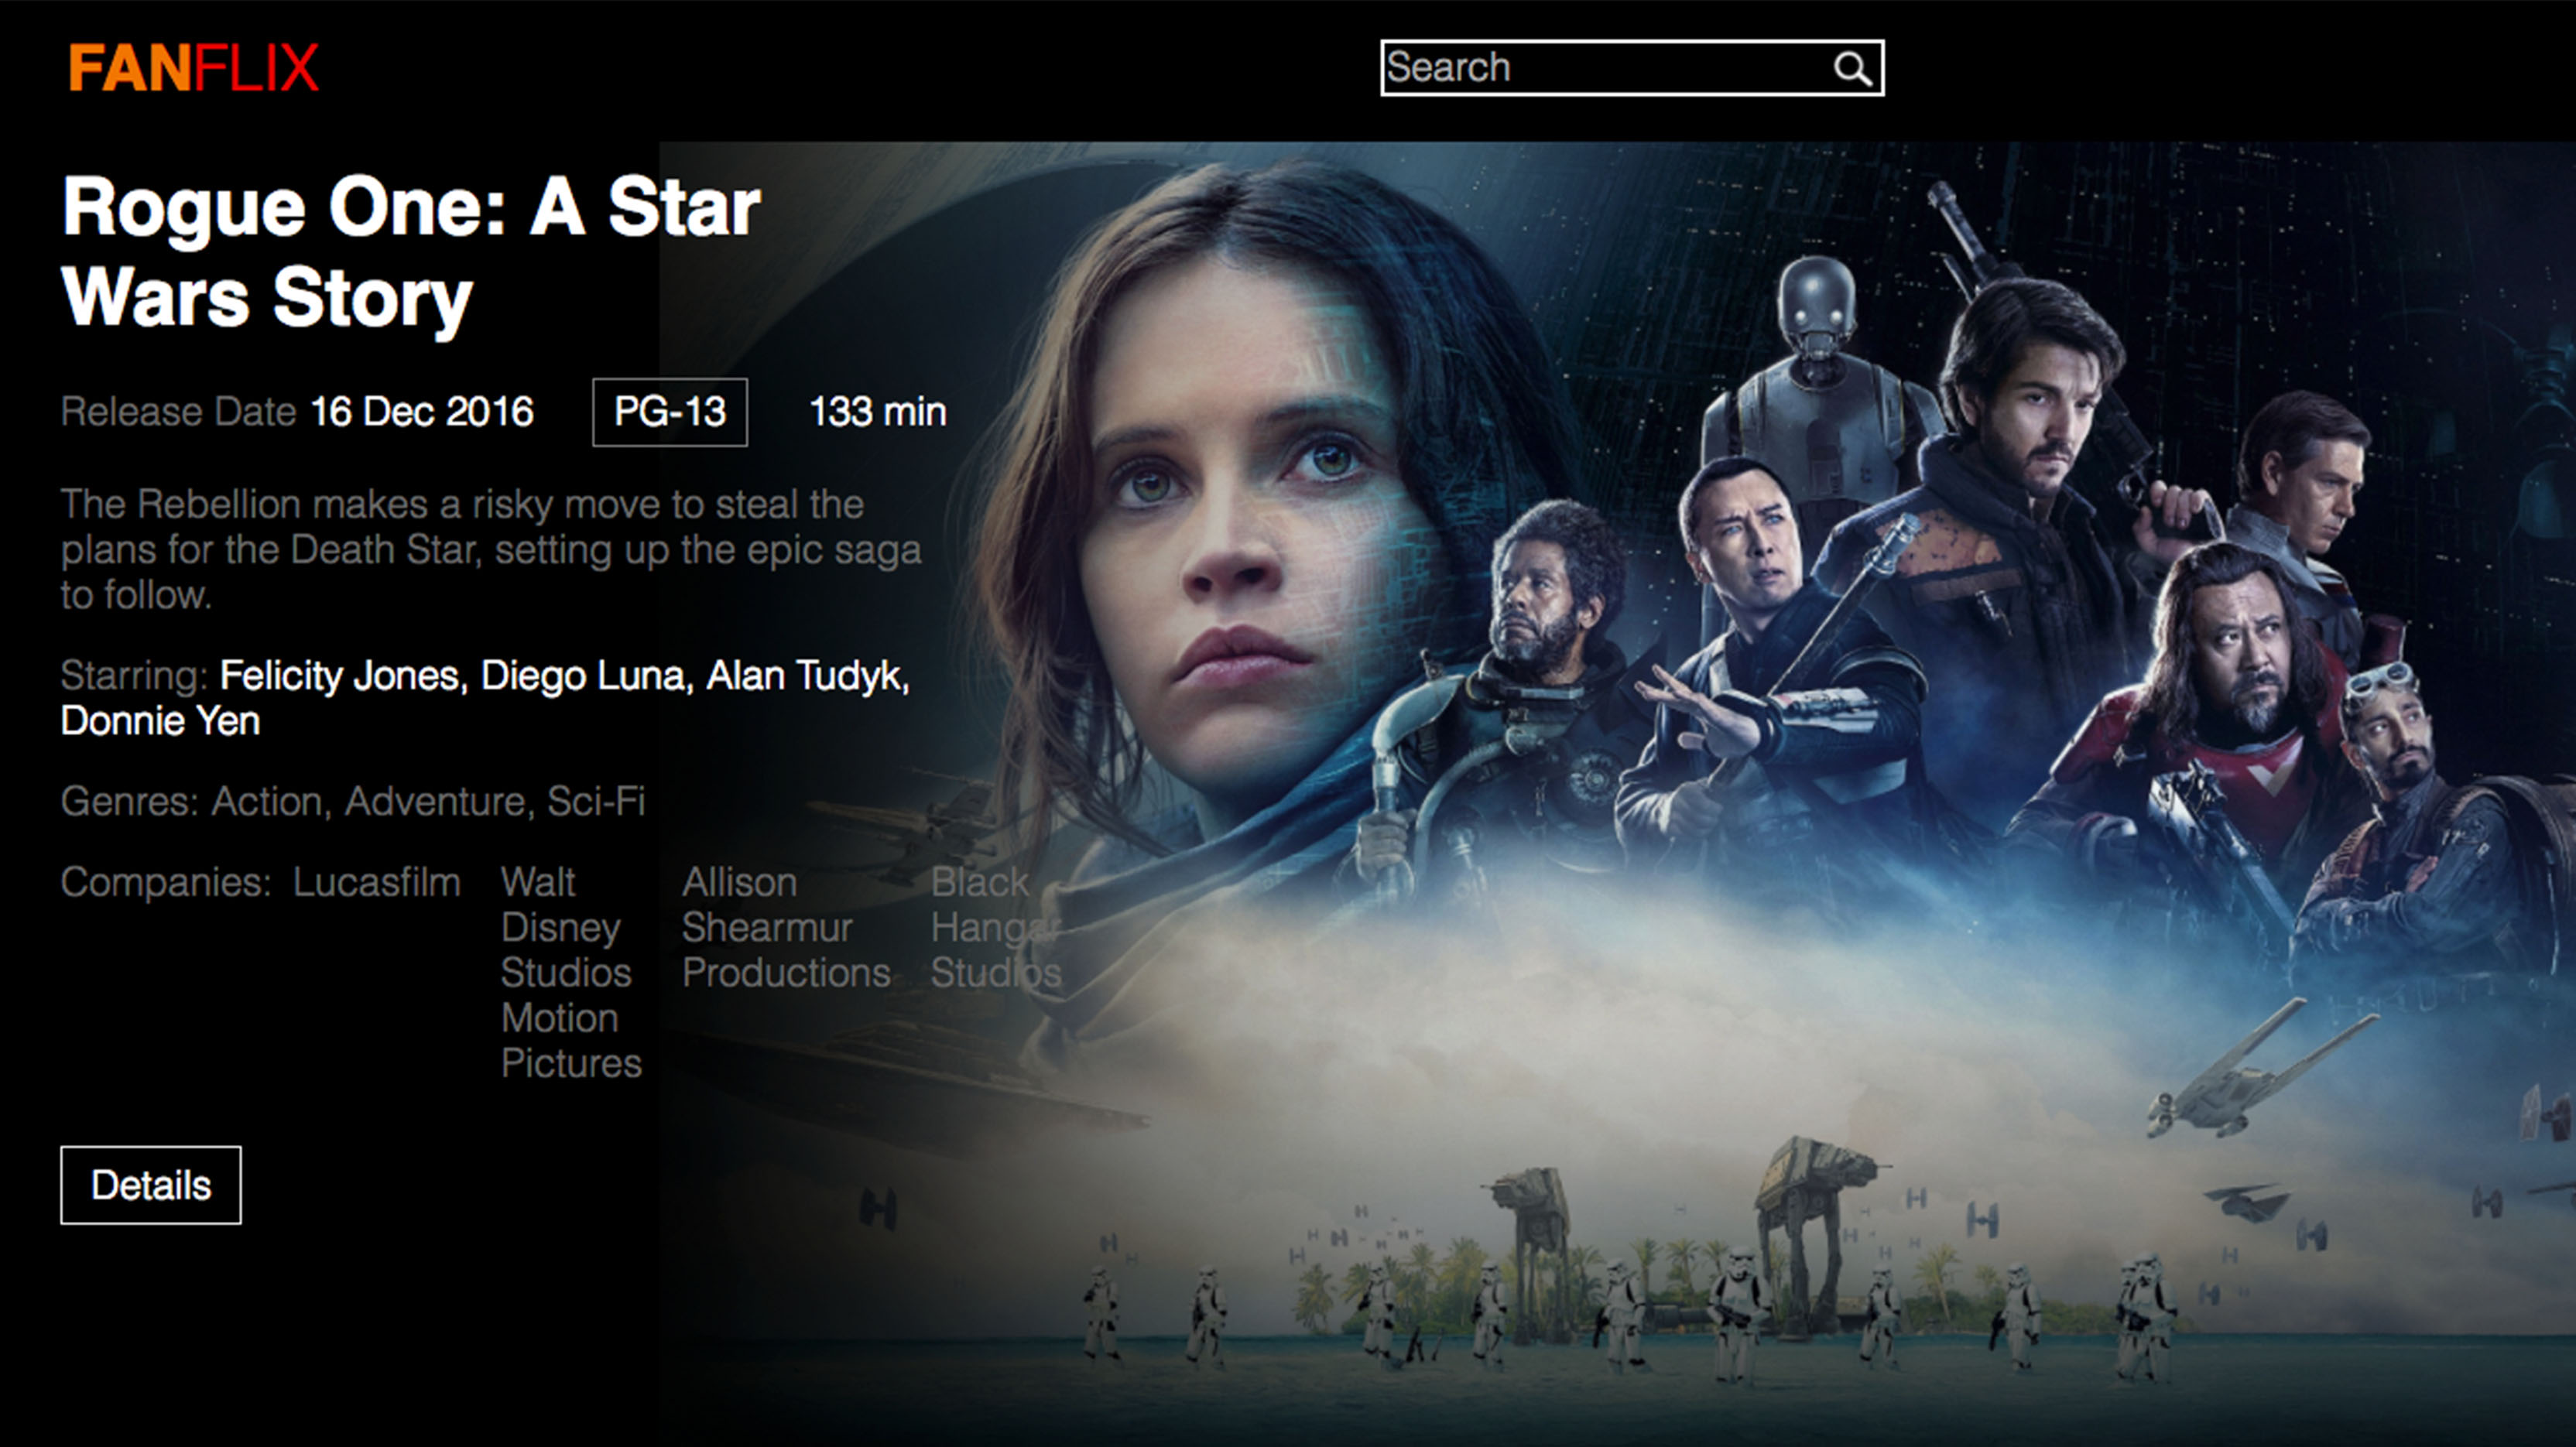 FANFLIX
Search
Rogue One: A Star
Wars Story
Release Date 16 Dec 2016 PG-13 133 min
The Rebellion makes a risky move to steal the
plans for the Death Star, setting up the epic saga
to follow.
Starring: Felicity Jones, Diego Luna, Alan Tudyk,
Donnie Yen
Genres: Action, Adventure, Sci-Fi
Companies: Lucasfilm
Walt
Disney
Studios
Motion
Pictures
Allison
Shearmur
Productions
Black
Hangar
Studios
Details